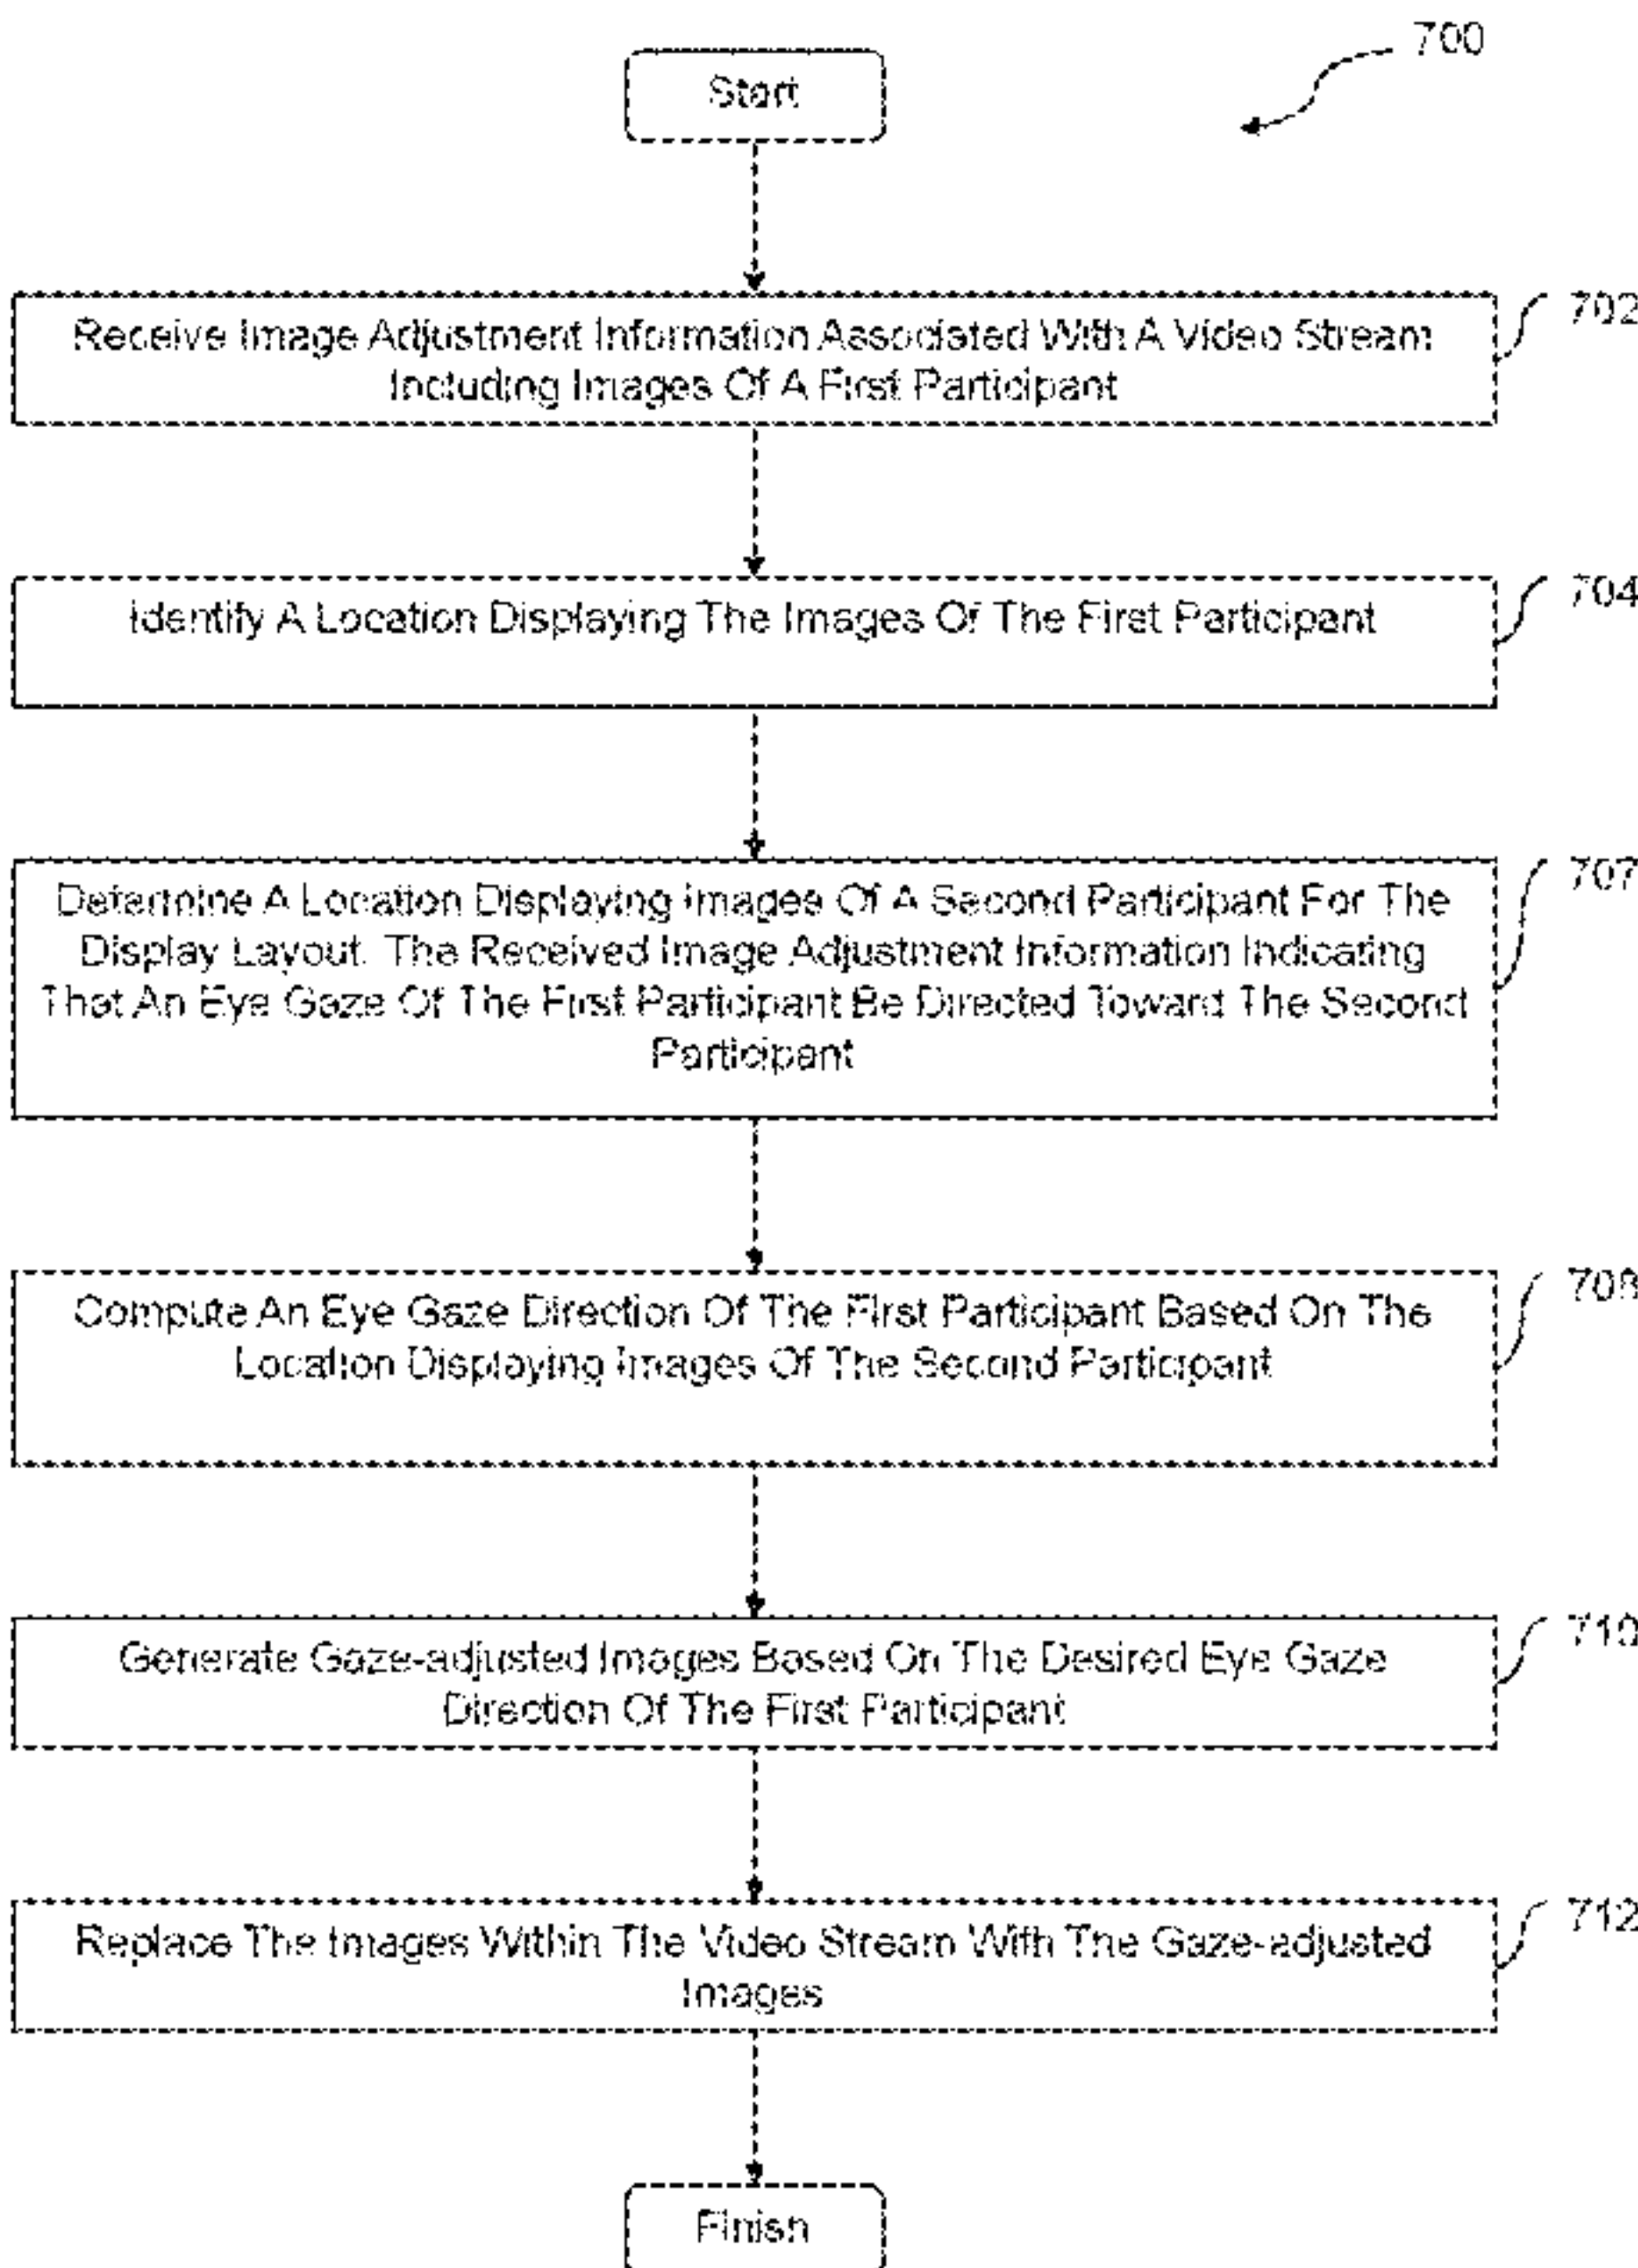 700
Start
702
Receive Image Adjustment Information Associated With A Video Stream
Including Images Of A First Participant
704
Identify A Location Displaying The Images Of The First Participant
707
Determine A Location Displaying Images Of A Second Participant For The
Display Layout. The Received Image Adjustment Information Indicating
That An Eye Gaze Of The First Participant Be Directed Toward The Second
Participant
708
Compute An Eye Gaze Direction Of The First Participant Based On The
Location Displaying Images Of The Second Participant
710
Generate Gaze-adjusted Images Based On The Desired Eye Gaze
Direction Of The First Participant
712
Replace The Images Within The Video Stream With The Gaze-adjusted
Images
Finish